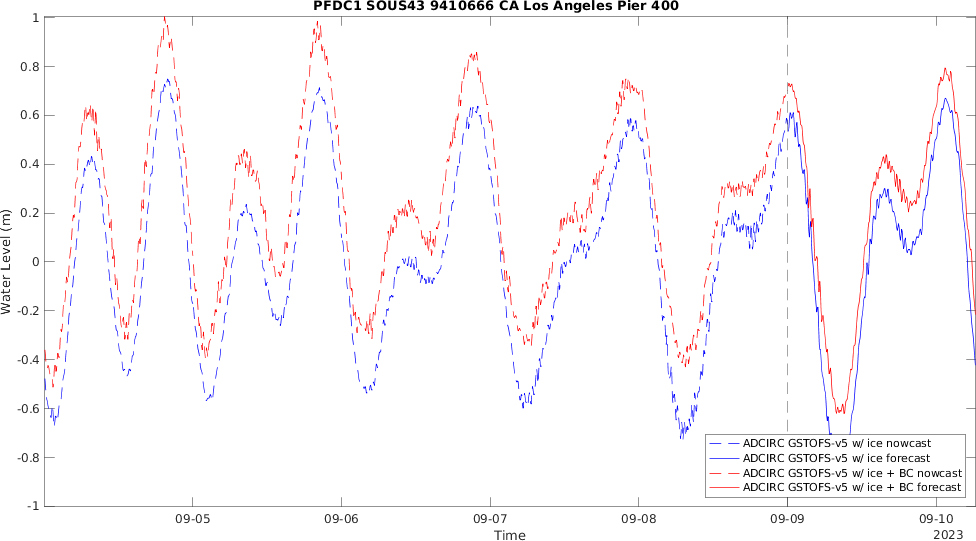 PFDC1 SOUS43 9410666 CA Los Angeles Pier 400
1
0.8
0.6
0.4
0.2
0
-0.2
-0.4
-0.6
-0.8
-1
Water Level (m)
ADCIRC GSTOFS-v5 w/ ice nowcast
ADCIRC GSTOFS-v5 w/ ice forecast
ADCIRC GSTOFS-v5 w/ ice + BC nowcast
ADCIRC GSTOFS-v5 w/ ice + BC forecast
09-05 09-06 09-07 09-08 09-09 09-10
Time
2023